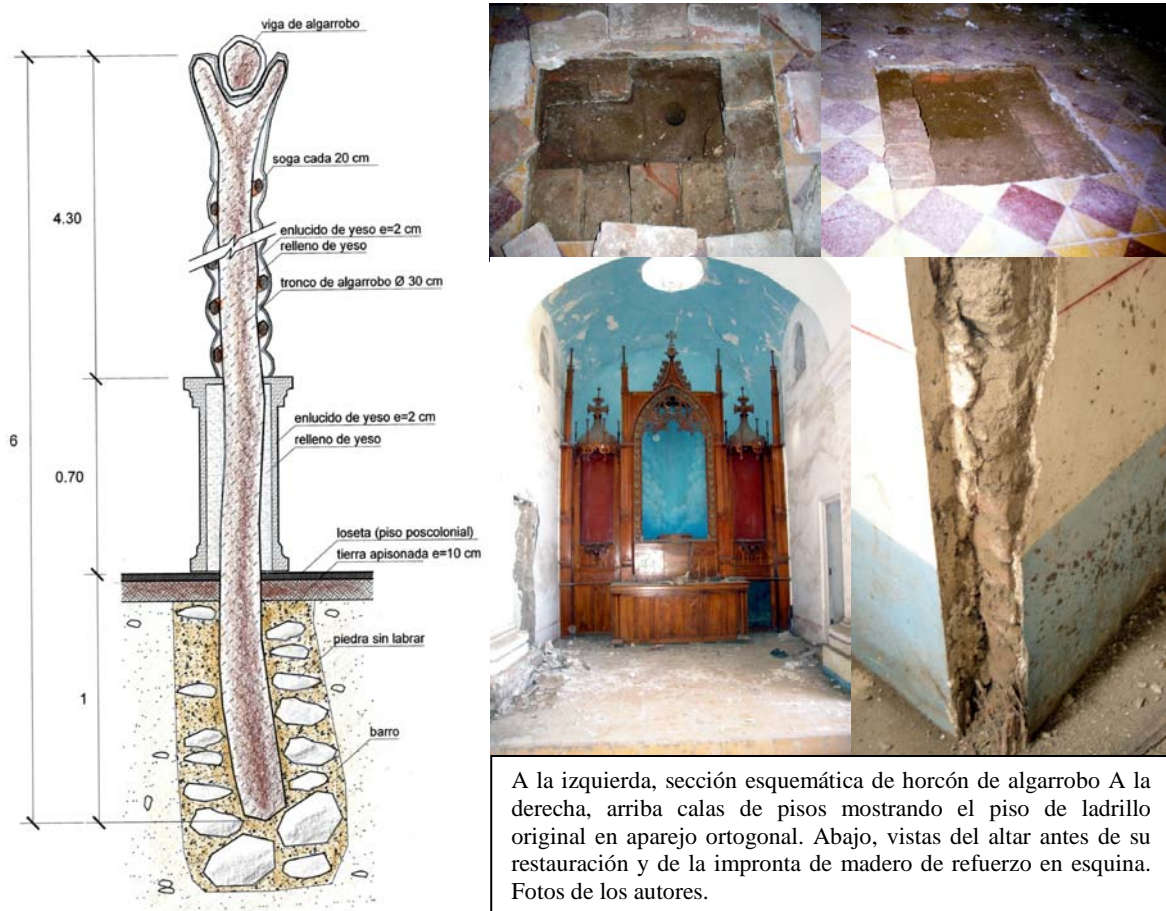 viga de algarrobo
soga cada 20 cm
4.30
enlucido de yeso e=2 cm
relleno de yeso
tronco de algarrobo Ø 30 cm
6
enlucido de yeso e=2 cm
relleno de yeso
0.70
loseta (piso poscolonial)
tierra apisonada e=10 cm
piedra sin labrar
1
barro
A la izquierda, sección esquemática de horcón de algarrobo A la
derecha, arriba calas de pisos mostrando el piso de ladrillo
original en aparejo ortogonal. Abajo, vistas del altar antes de su
restauración y de la impronta de madero de refuerzo en esquina.
Fotos de los autores.